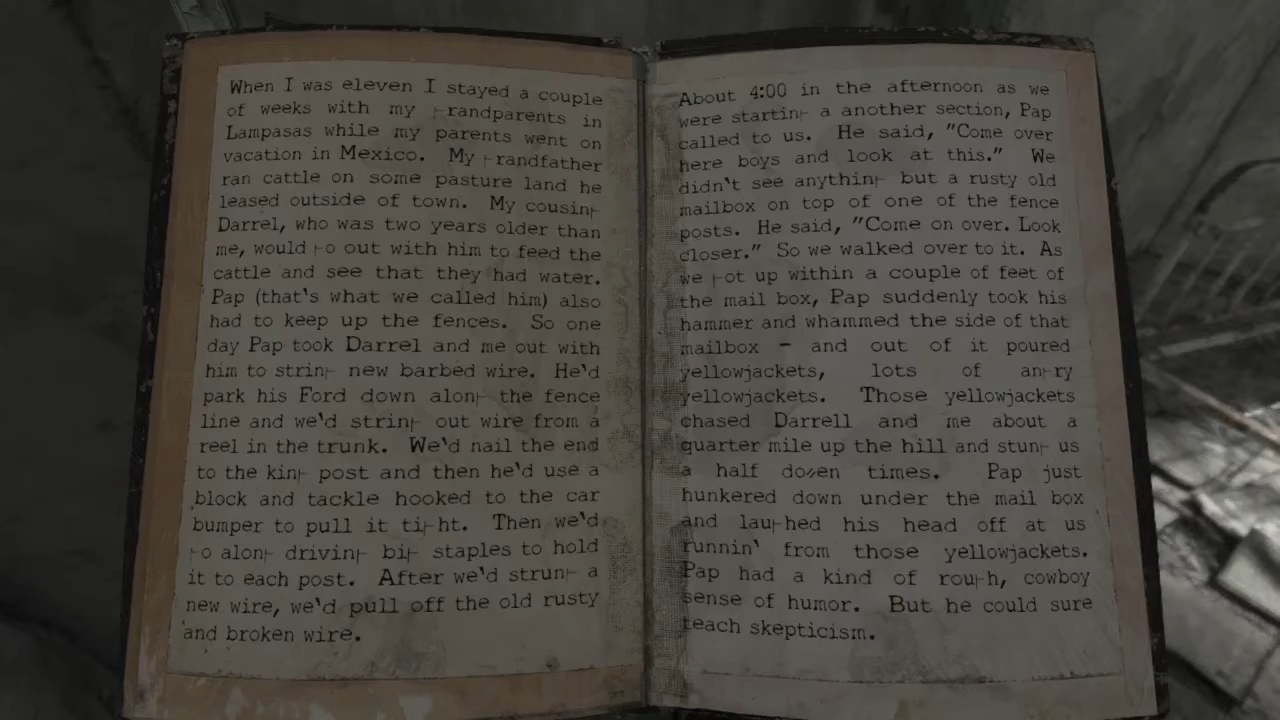 When I was eleven I stayed a couple
of weeks with my grandparents in
Lampasas while my parents went on
vacation in Mexico. My grandfather
ran cattle on some pasture land he
leased outside of town. My cousing
Darrel, who was two years older than
me, would go out with him to feed the
cattle and see that they had water.
Pap (that's what we called him) also
had to keep up the fences. So one
day Pap took Darrel and me out with
him to string new barbed wire. He'd
park his Ford down along the fence
line and we'd string out wire from a
reel in the trunk. We'd nail the end
to the king post and then he'd use a
block and tackle hooked to the car
bumper to pull it tight. Then we'd
go along driving big staples to hold
it to each post. After we'd strung a
new wire, we'd pull off the old rusty
and broken wire.
About 4:00 in the afternoon as we
were starting a another section, Pap
called to us. He said, "Come over
here boys and look at this." We
didn't see anything but a rusty old
mailbox on top of one of the fence
posts. He said, "Come on over. Look
closer." So we walked over to it. As
we got up within a couple of feet of
the mail box, Pap suddenly took his
hammer and whammed the side of that
mailbox - and out of it poured
yellowjackets, lots of angry
yellowjackets. Those yellowjackets
chased Darrell and me about a
quarter mile up the hill and stung us
a half dozen times. Pap just
hunkered down under the mail box
and laughed his head off at us
runnin' from those yellowjackets.
Pap had a kind of rough, cowboy
sense of humor. But he could sure
teach skepticism.